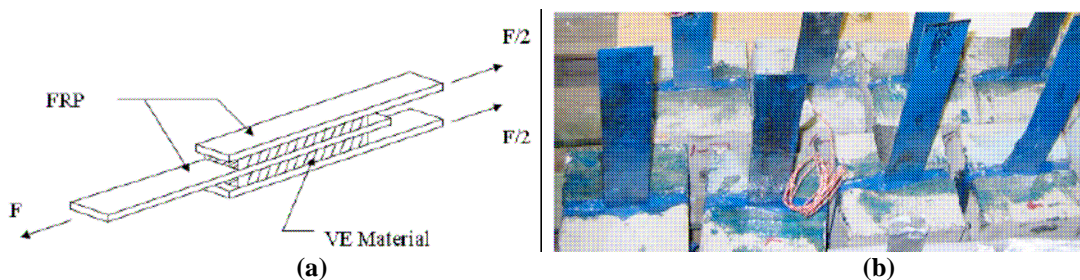 F/2
FRP
F/2
F
VE Material
(a)
(b)